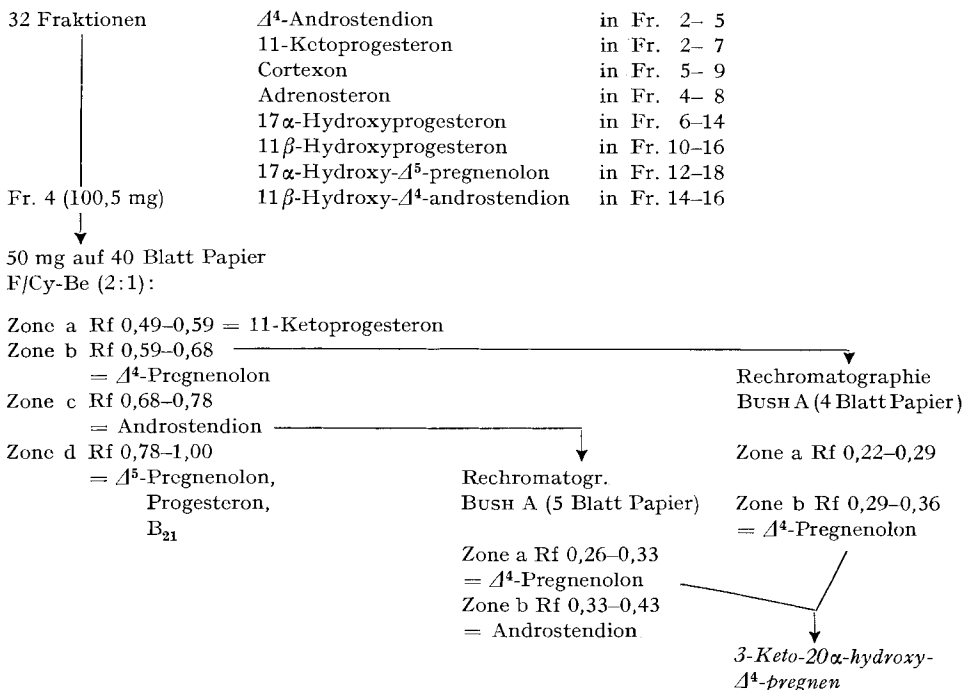 32 Fraktionen
Δ⁴-Androstendion in Fr. 2– 5
11-Ketoprogesteron in Fr. 2– 7
Cortexon in Fr. 5– 9
Adrenosteron in Fr. 4– 8
17α-Hydroxyprogesteron in Fr. 6–14
11β-Hydroxyprogesteron in Fr. 10–16
17α-Hydroxy-Δ⁵-pregnenolon in Fr. 12–18
11β-Hydroxy-Δ⁴-androstendion in Fr. 14–16
Fr. 4 (100,5 mg)
50 mg auf 40 Blatt Papier
F/Cy-Be (2:1):
Zone a Rf 0,49–0,59 = 11-Ketoprogesteron
Zone b Rf 0,59–0,68
= Δ⁴-Pregnenolon
Zone c Rf 0,68–0,78
= Androstendion
Zone d Rf 0,78–1,00
= Δ⁵-Pregnenolon,
Progesteron,
B₂₁
Rechromatogr.
BUSH A (5 Blatt Papier)
Zone a Rf 0,26–0,33
= Δ⁴-Pregnenolon
Zone b Rf 0,33–0,43
= Androstendion
Rechromatographie
BUSH A (4 Blatt Papier)
Zone a Rf 0,22–0,29
Zone b Rf 0,29–0,36
= Δ⁴-Pregnenolon
3-Keto-20α-hydroxy-
Δ⁴-pregnen